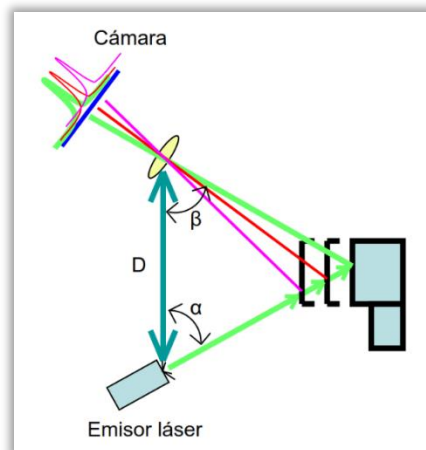 Cámara
β
D
α
Emisor láser